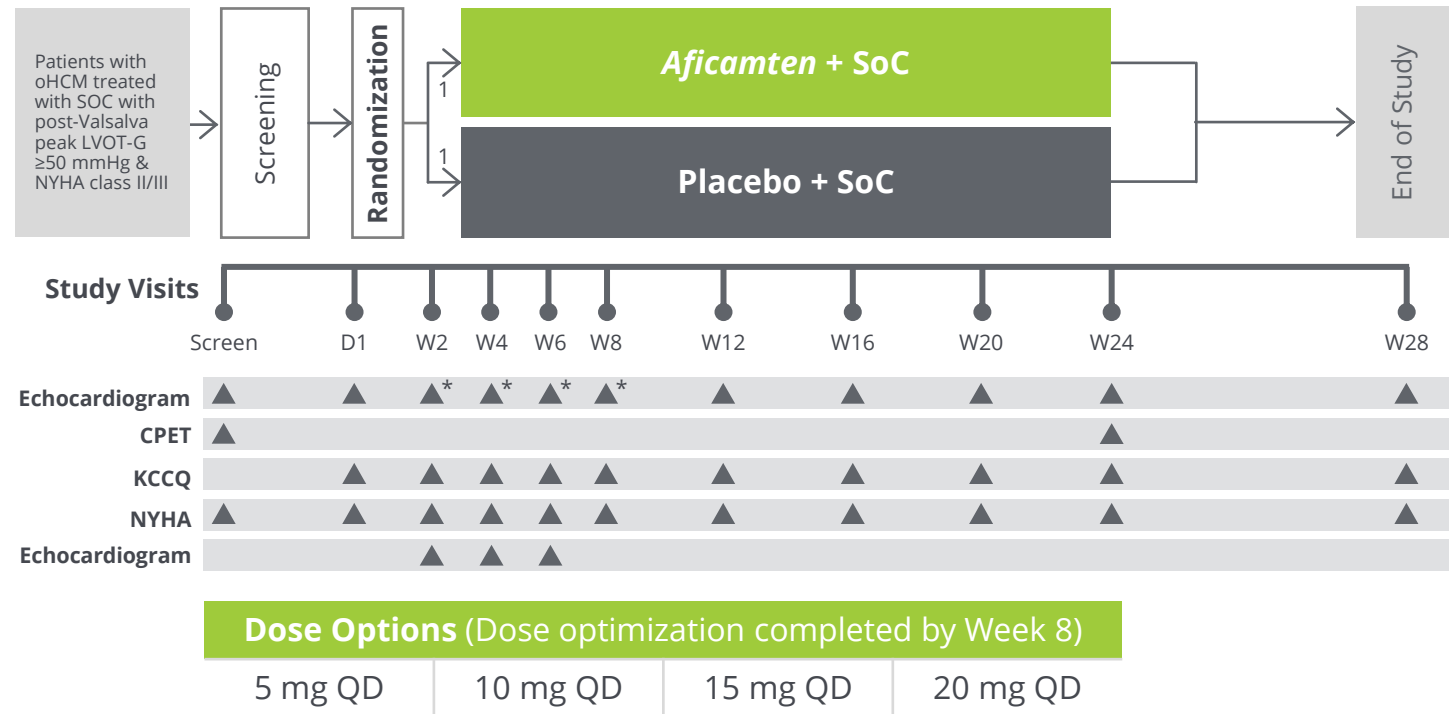 Patients with
oHCM treated
with SOC with
post-Valsalva
peak LVOT-G
≥50 mmHg &
NYHA class II/III
Screening
Randomization
1
1
Aficamten + SoC
Placebo + SoC
End of Study
Study Visits
Screen D1 W2 W4 W6 W8 W12 W16 W20 W24 W28
Echocardiogram * * * *
CPET
KCCQ
NYHA
Echocardiogram
Dose Options (Dose optimization completed by Week 8)
5 mg QD 10 mg QD 15 mg QD 20 mg QD